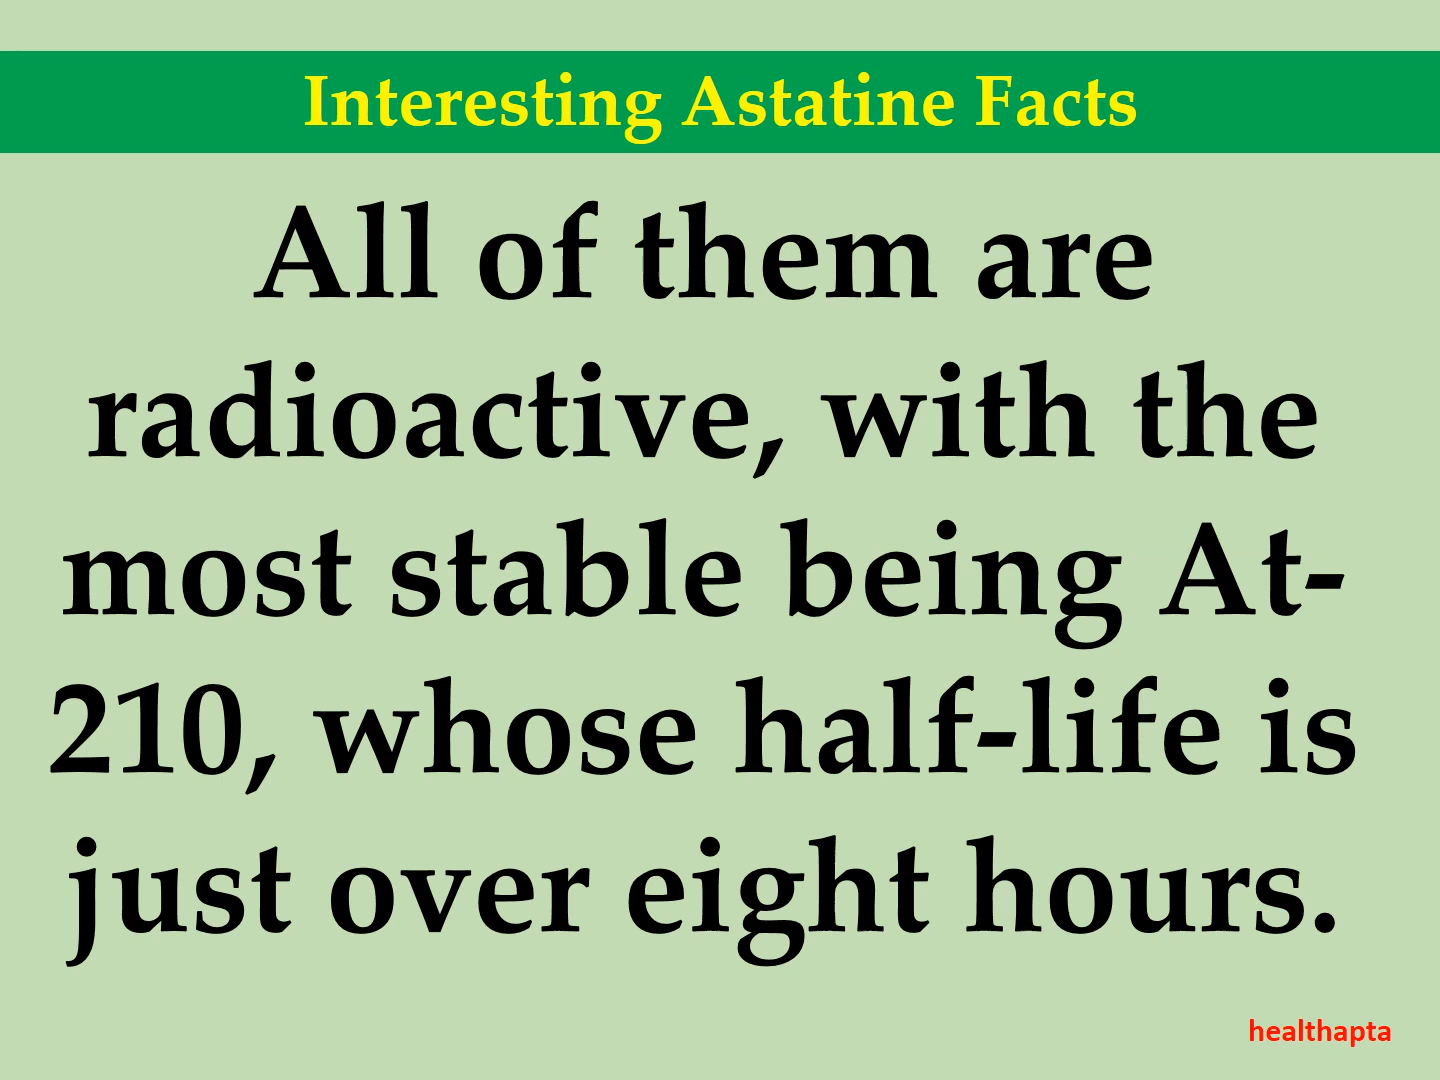 Interesting Astatine Facts
All of them are
radioactive, with the
most stable being At-
210, whose half-life is
just over eight hours.
healthapta